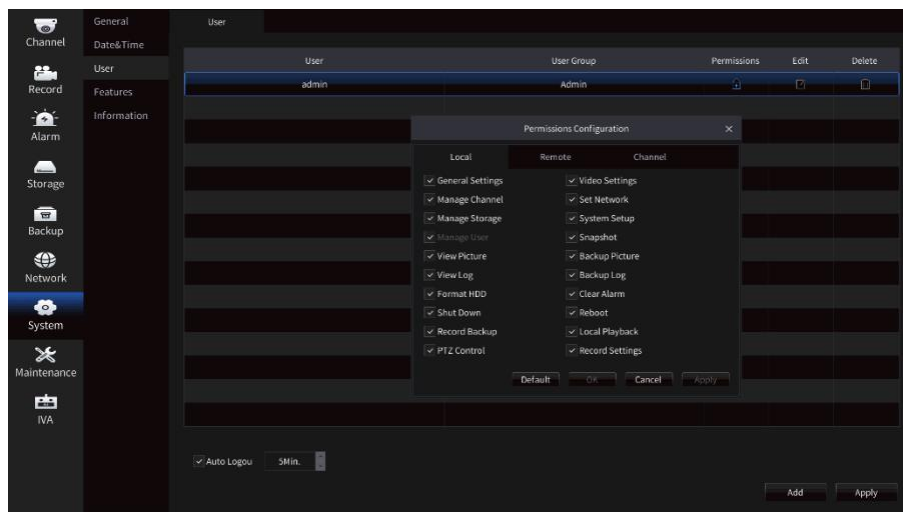 Channel
Record
Alarm
Storage
Backup
Network
System
Maintenance
IVA
General
Date&Time
User
Features
Information
User
User User Group Permissions Edit Delete
admin Admin
Permissions Configuration
Local Remote Channel
General Settings Video Settings
Manage Channel Set Network
Manage Storage System Setup
Manage User Snapshot
View Picture Backup Picture
View Log Backup Log
Format HDD Clear Alarm
Shut Down Reboot
Record Backup Local Playback
PTZ Control Record Settings
Default OK Cancel Apply
Auto Logou 5Min.
Add Apply